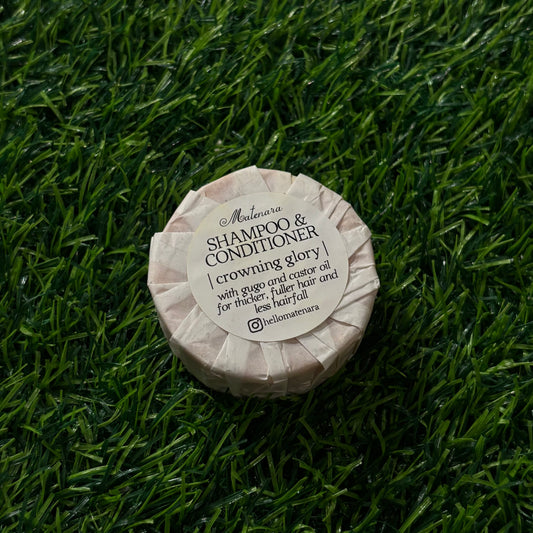 Matenara
SHAMPOO &
CONDITIONER
| crowning glory |
with gugo and castor oil
for thicker, fuller hair and
less hairfall
hellomatenara